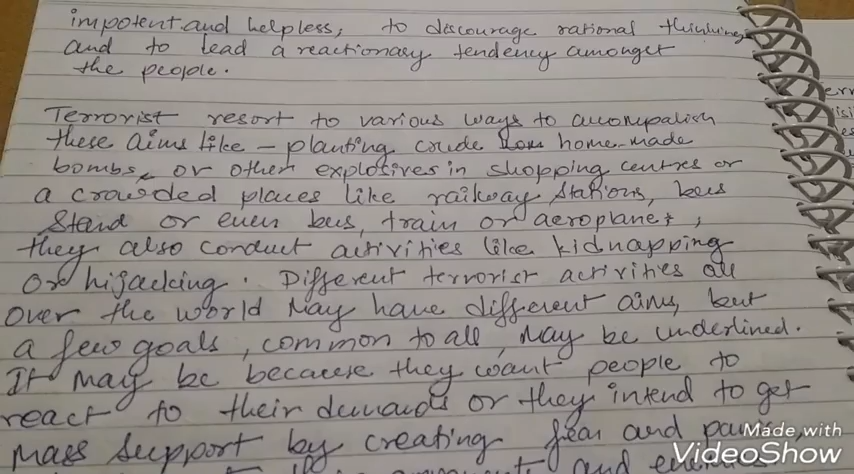 impotent and helpless, to discourage rational thinking
and to lead a reactionary tendency amongst
the people.
Terrorist resort to various ways to accompalish
these aims like - planting crude home-made
bombs, or other explosives in shopping centres or
a crowded places like railway stations, bus
stand or even bus, train or aeroplane,
they also conduct activities like kidnapping
or hijacking. Different terrorist activities all
over the world may have different aims, but
a few goals, common to all, may be underlined.
It may be because they want people to
react to their demands or they intend to get
mass support by creating fear and panic,
and
Made with
VideoShow